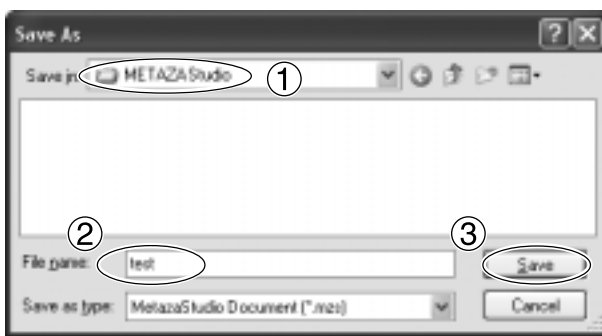 Save As
Save in: METAZAStudio ①
②
③
File name: test Save
Save as type: MetazaStudio Document (*.mzs) Cancel